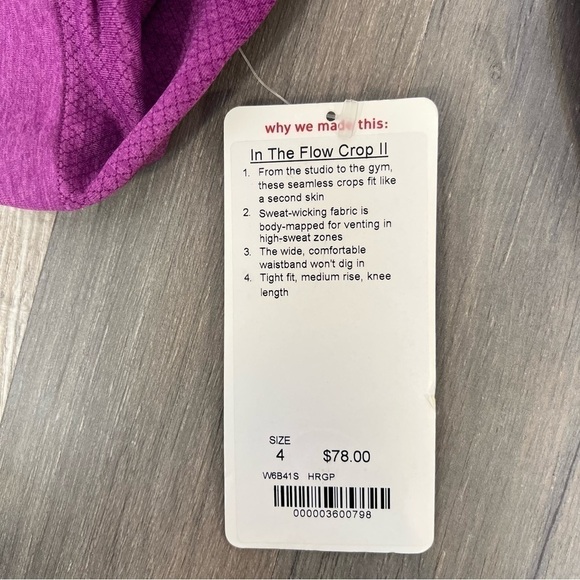 why we made this:
In The Flow Crop II
1. From the studio to the gym,
these seamless crops fit like
a second skin
2. Sweat-wicking fabric is
body-mapped for venting in
high-sweat zones
3. The wide, comfortable
waistband won't dig in
4. Tight fit, medium rise, knee
length
SIZE
4 $78.00
W6B41S HRGP
000003600798